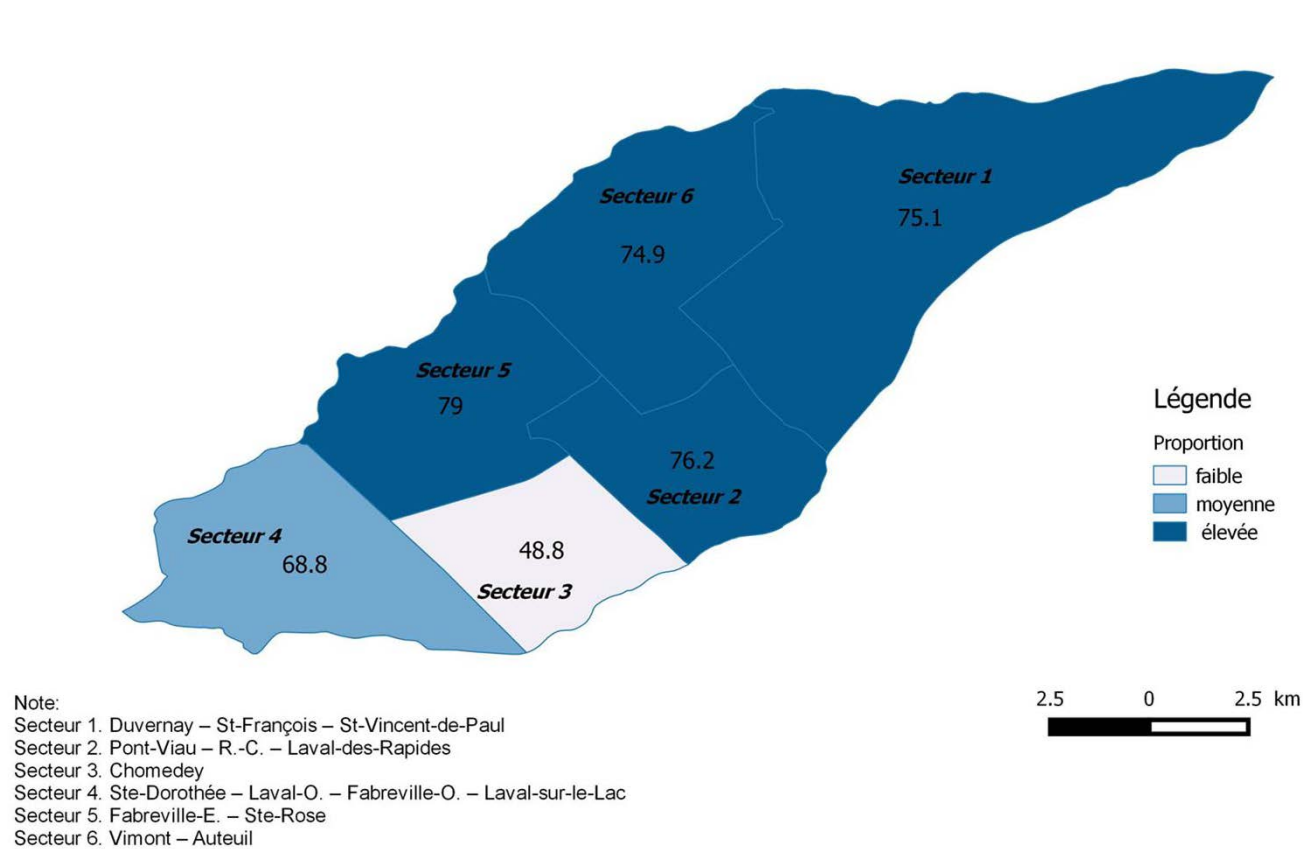 Secteur 1
75.1
Secteur 6
74.9
Secteur 5
79
76.2
Secteur 2
Secteur 4
68.8
48.8
Secteur 3
Légende
Proportion
faible
moyenne
élevée
2.5 0 2.5 km
Note:
Secteur 1. Duvernay – St-François – St-Vincent-de-Paul
Secteur 2. Pont-Viau – R.-C. – Laval-des-Rapides
Secteur 3. Chomedey
Secteur 4. Ste-Dorothée – Laval-O. – Fabreville-O. – Laval-sur-le-Lac
Secteur 5. Fabreville-E. – Ste-Rose
Secteur 6. Vimont – Auteuil